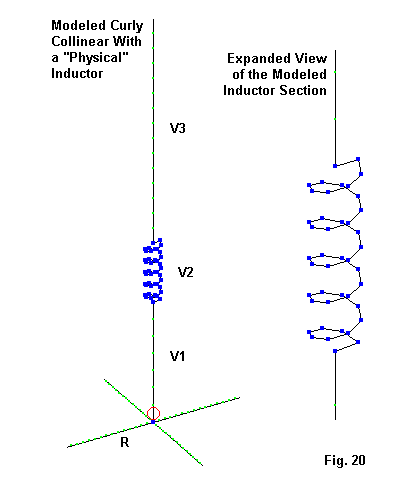 Modeled Curly
Collinear With
a "Physical"
Inductor
Expanded View
of the Modeled
Inductor Section
V3
V2
V1
R
Fig. 20